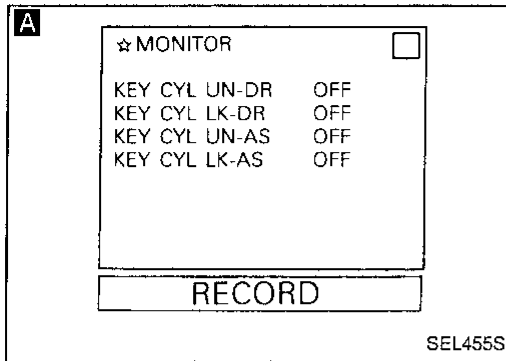 A
☆ MONITOR
KEY CYL UN-DR OFF
KEY CYL LK-DR OFF
KEY CYL UN-AS OFF
KEY CYL LK-AS OFF
RECORD
SEL455S